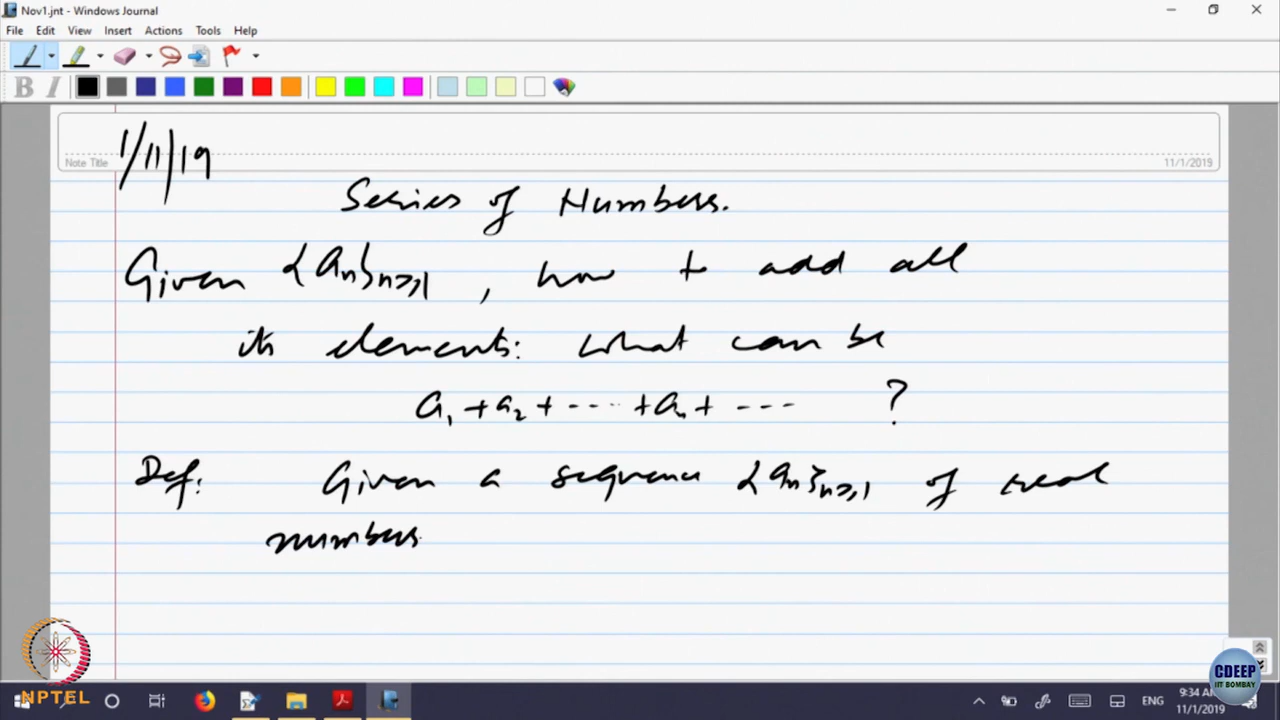 Nov1.jnt - Windows Journal
File Edit View Insert Actions Tools Help
B I
1/11/19
Note Title 11/1/2019
Series of Numbers.
Given {an}n≥1, how to add all
its elements: What can be
a1 + a2 + ---- + an + --- ?
Def: Given a sequence {an}n≥1 of real
numbers
NPTEL
CDEEP
IIT BOMBAY
ENG
9:34 AM
11/1/2019